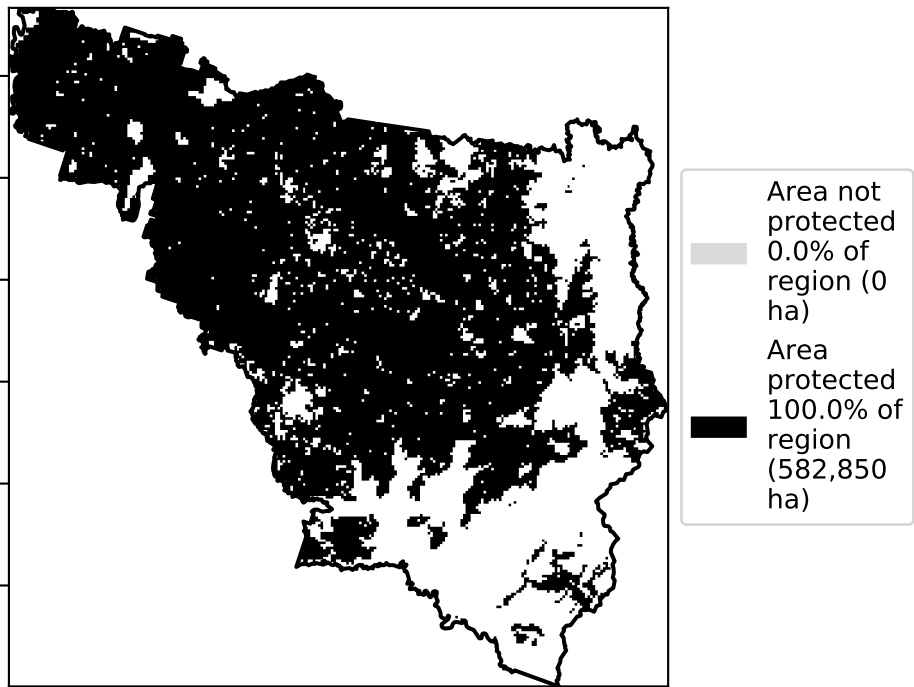 Area not
protected
0.0% of
region (0
ha)
Area
protected
100.0% of
region
(582,850
ha)